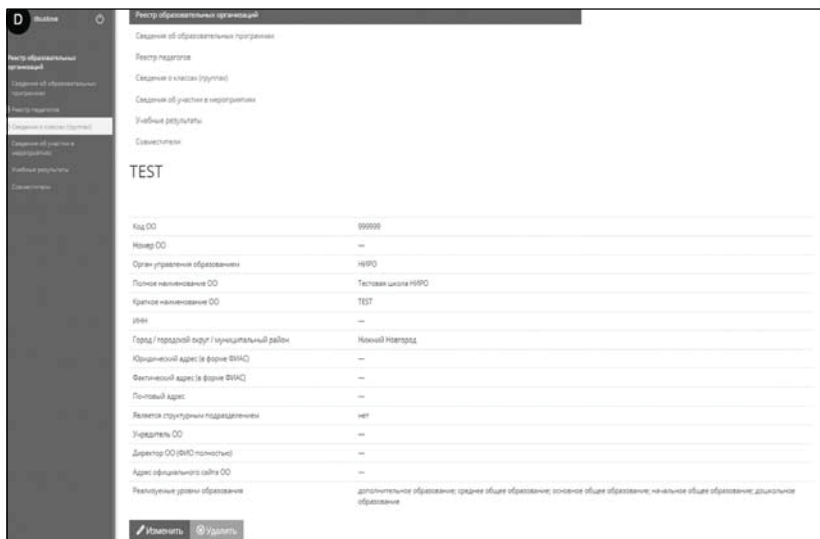 D
Реестр образовательных организаций
Сведения об образовательных программах
Реестр педагогов
Сведения о классах (группах)
Сведения об участии в мероприятиях
Учебные результаты
Совместители
Реестр образовательных организаций
Сведения об образовательных программах
Реестр педагогов
Сведения о классах (группах)
Сведения об участии в мероприятиях
Учебные результаты
Совместители
TEST
Код ОО 999999
Номер ОО —
Орган управления образованием НИРО
Полное наименование ОО Тестовая школа НИРО
Краткое наименование ОО TEST
ИНН —
Город / городской округ / муниципальный район Нижний Новгород
Юридический адрес (в форме ФИАС) —
Фактический адрес (в форме ФИАС) —
Почтовый адрес —
Является структурным подразделением нет
Учредитель ОО —
Директор ОО (ФИО полностью) —
Адрес официального сайта ОО —
Реализуемые уровни образования дополнительное образование; среднее общее образование; основное общее образование; начальное общее образование; дошкольное
образование
Изменить Удалить